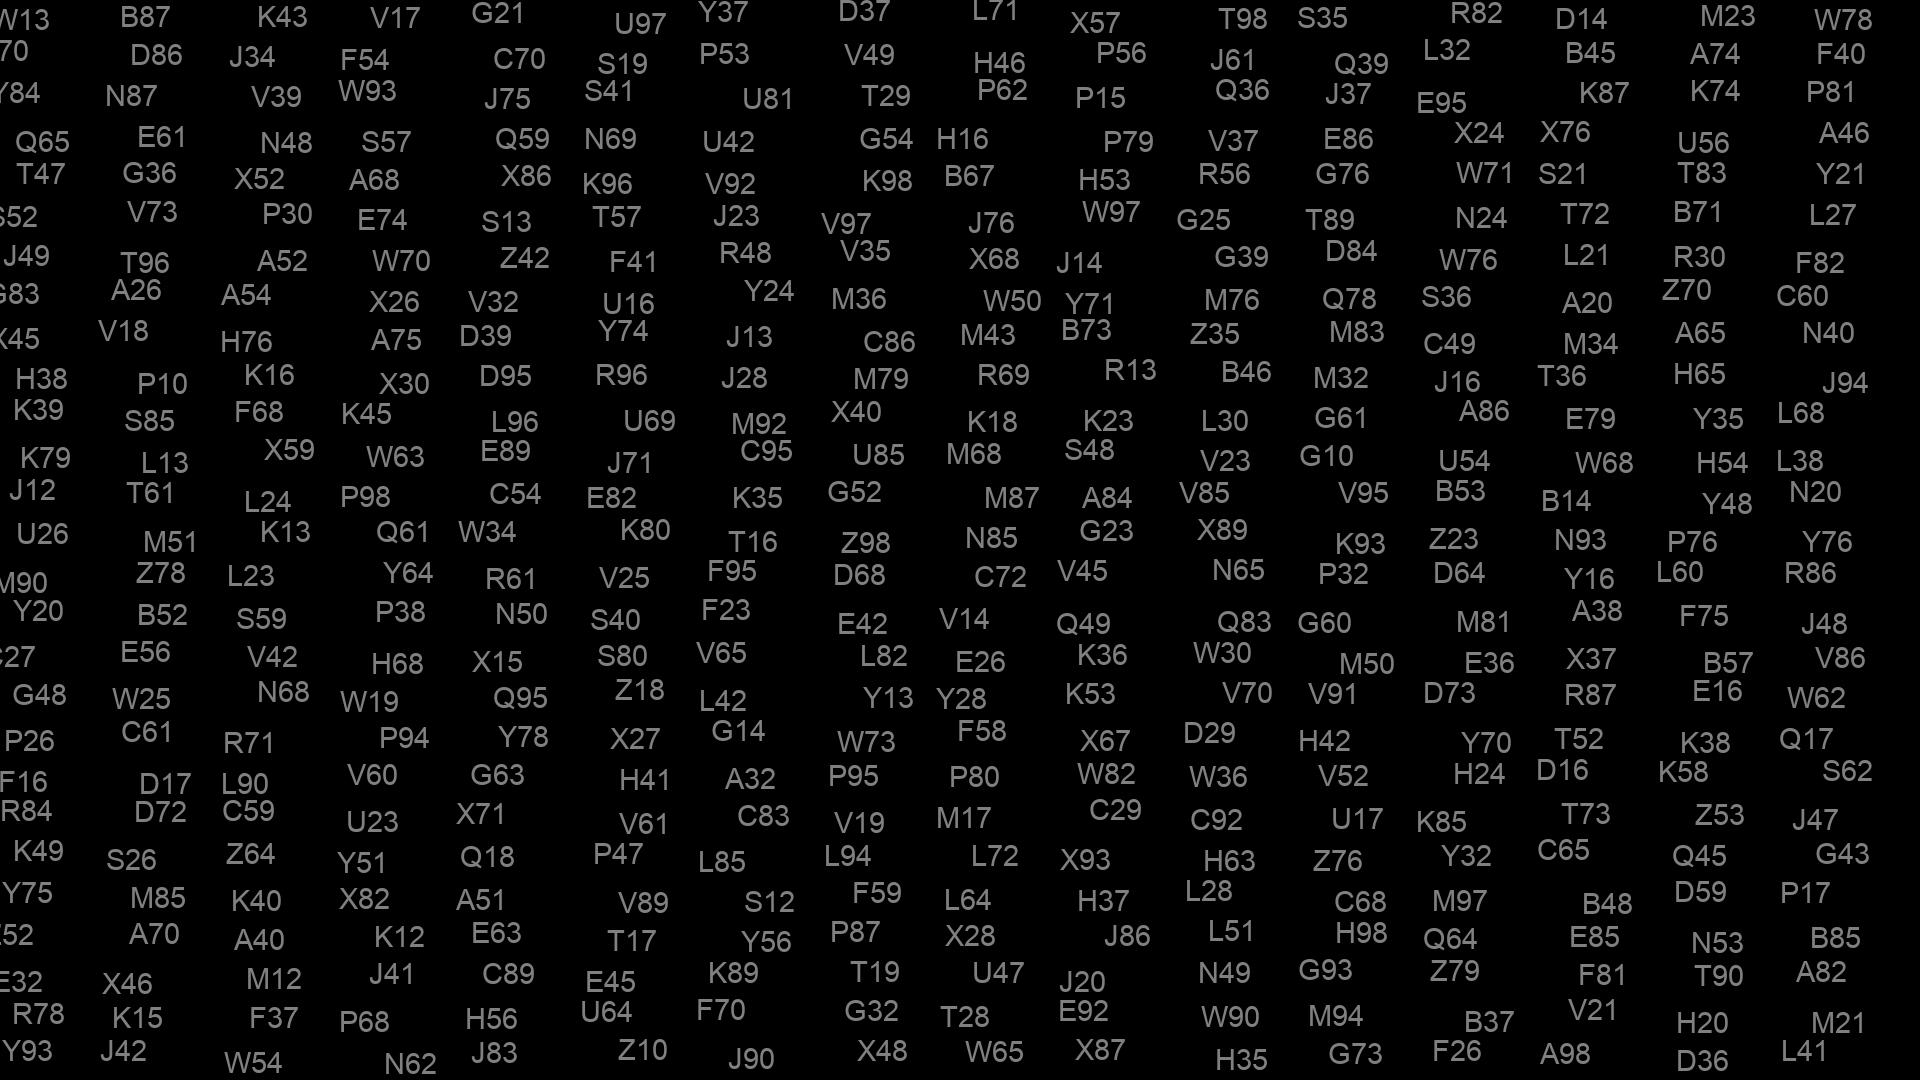 W13 B87 K43 V17 G21 U97 Y37 D37 L71 X57 T98 S35 R82 D14 M23 W78
70 D86 J34 F54 C70 S19 P53 V49 H46 P56 J61 Q39 L32 B45 A74 F40
Y84 N87 V39 W93 J75 S41 U81 T29 P62 P15 Q36 J37 E95 K87 K74 P81
Q65 E61 N48 S57 Q59 N69 U42 G54 H16 P79 V37 E86 X24 X76 U56 A46
T47 G36 X52 A68 X86 K96 V92 K98 B67 H53 R56 G76 W71 S21 T83 Y21
S52 V73 P30 E74 S13 T57 J23 V97 J76 W97 G25 T89 N24 T72 B71 L27
J49 T96 A52 W70 Z42 F41 R48 V35 X68 J14 G39 D84 W76 L21 R30 F82
G83 A26 A54 X26 V32 U16 Y24 M36 W50 Y71 M76 Q78 S36 A20 Z70 C60
X45 V18 H76 A75 D39 Y74 J13 C86 M43 B73 Z35 M83 C49 M34 A65 N40
H38 P10 K16 X30 D95 R96 J28 M79 R69 R13 B46 M32 J16 T36 H65 J94
K39 S85 F68 K45 L96 U69 M92 X40 K18 K23 L30 G61 A86 E79 Y35 L68
K79 L13 X59 W63 E89 J71 C95 U85 M68 S48 V23 G10 U54 W68 H54 L38
J12 T61 L24 P98 C54 E82 K35 G52 M87 A84 V85 V95 B53 B14 Y48 N20
U26 M51 K13 Q61 W34 K80 T16 Z98 N85 G23 X89 K93 Z23 N93 P76 Y76
M90 Z78 L23 Y64 R61 V25 F95 D68 C72 V45 N65 P32 D64 Y16 L60 R86
Y20 B52 S59 P38 N50 S40 F23 E42 V14 Q49 Q83 G60 M81 A38 F75 J48
C27 E56 V42 H68 X15 S80 V65 L82 E26 K36 W30 M50 E36 X37 B57 V86
G48 W25 N68 W19 Q95 Z18 L42 Y13 Y28 K53 V70 V91 D73 R87 E16 W62
P26 C61 R71 P94 Y78 X27 G14 W73 F58 X67 D29 H42 Y70 T52 K38 Q17
F16 D17 L90 V60 G63 H41 A32 P95 P80 W82 W36 V52 H24 D16 K58 S62
R84 D72 C59 U23 X71 V61 C83 V19 M17 C29 C92 U17 K85 T73 Z53 J47
K49 S26 Z64 Y51 Q18 P47 L85 L94 L72 X93 H63 Z76 Y32 C65 Q45 G43
Y75 M85 K40 X82 A51 V89 S12 F59 L64 H37 L28 C68 M97 B48 D59 P17
52 A70 A40 K12 E63 T17 Y56 P87 X28 J86 L51 H98 Q64 E85 N53 B85
E32 X46 M12 J41 C89 E45 K89 T19 U47 J20 N49 G93 Z79 F81 T90 A82
R78 K15 F37 P68 H56 U64 F70 G32 T28 E92 W90 M94 B37 V21 H20 M21
Y93 J42 W54 N62 J83 Z10 J90 X48 W65 X87 H35 G73 F26 A98 D36 L41